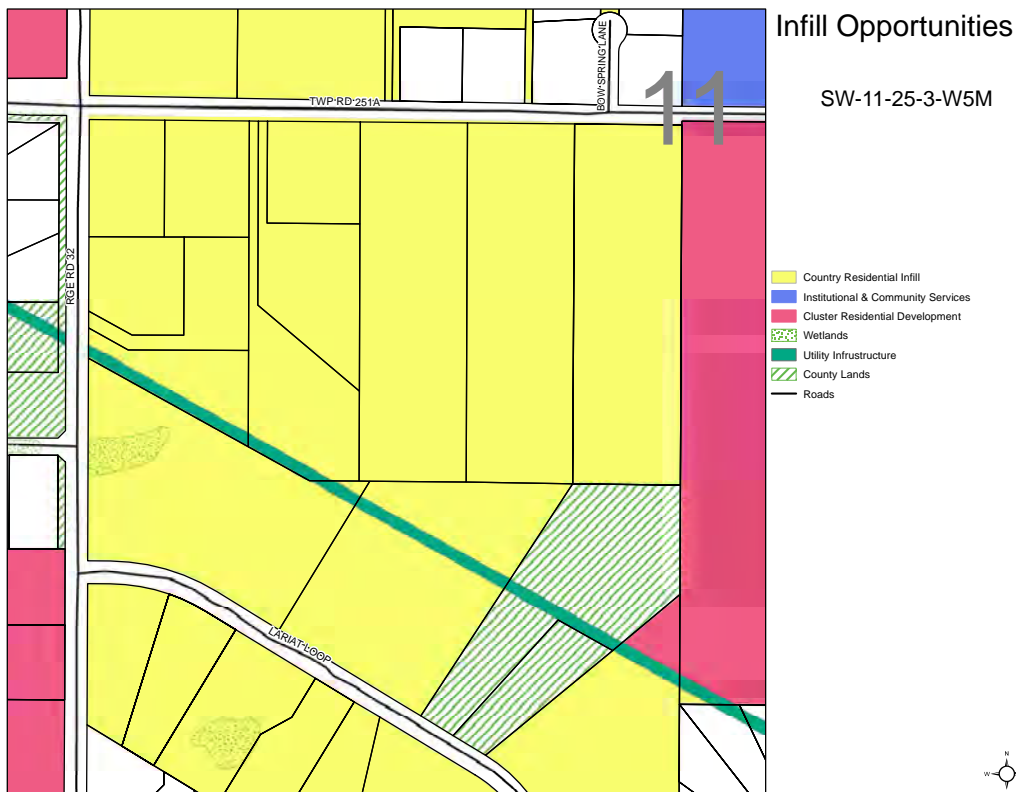 Infill Opportunities
SW-11-25-3-W5M
BOW SPRING LANE
TWP RD 251A
11
RGE RD 32
Country Residential Infill
Institutional & Community Services
Cluster Residential Development
Wetlands
Utility Infrustructure
County Lands
Roads
LARIAT LOOP
N
W